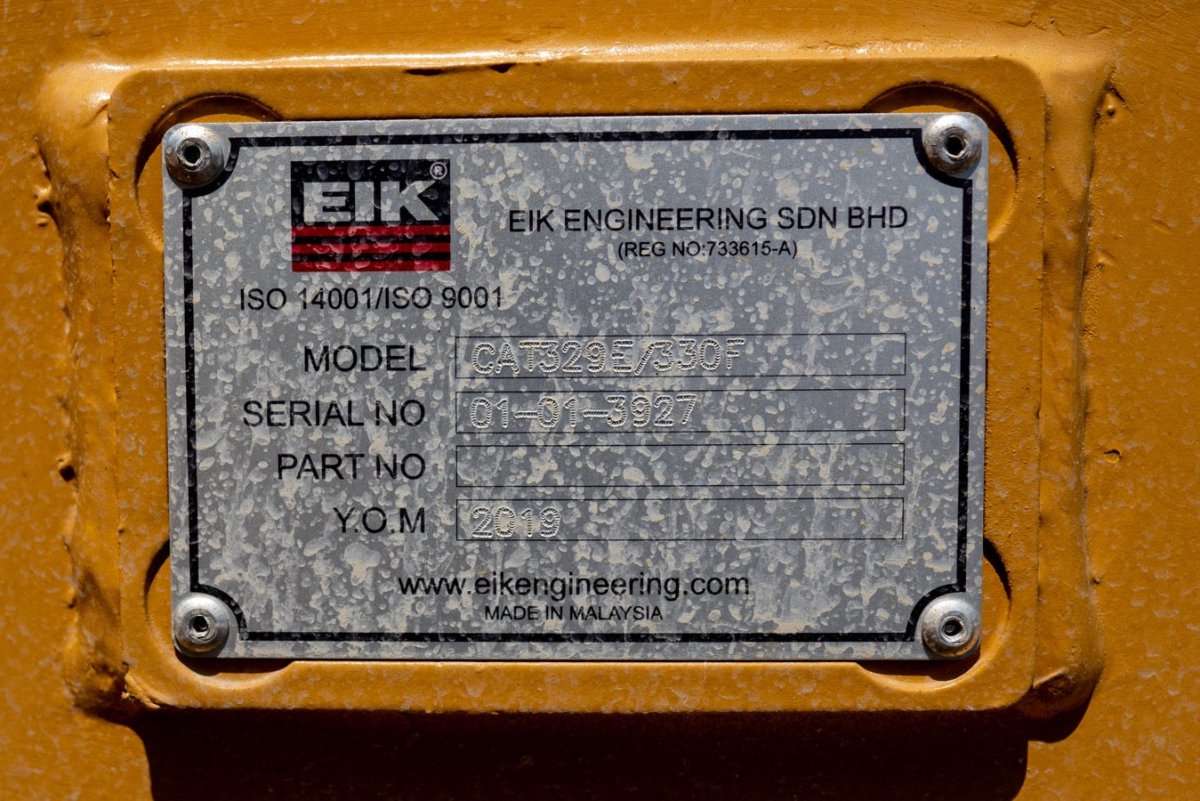 EIK®
EIK ENGINEERING SDN BHD
(REG NO:733615-A)
ISO 14001/ISO 9001
MODEL CAT329E/330F
SERIAL NO 01-01-3927
PART NO
Y.O.M 2019
www.eikengineering.com
MADE IN MALAYSIA